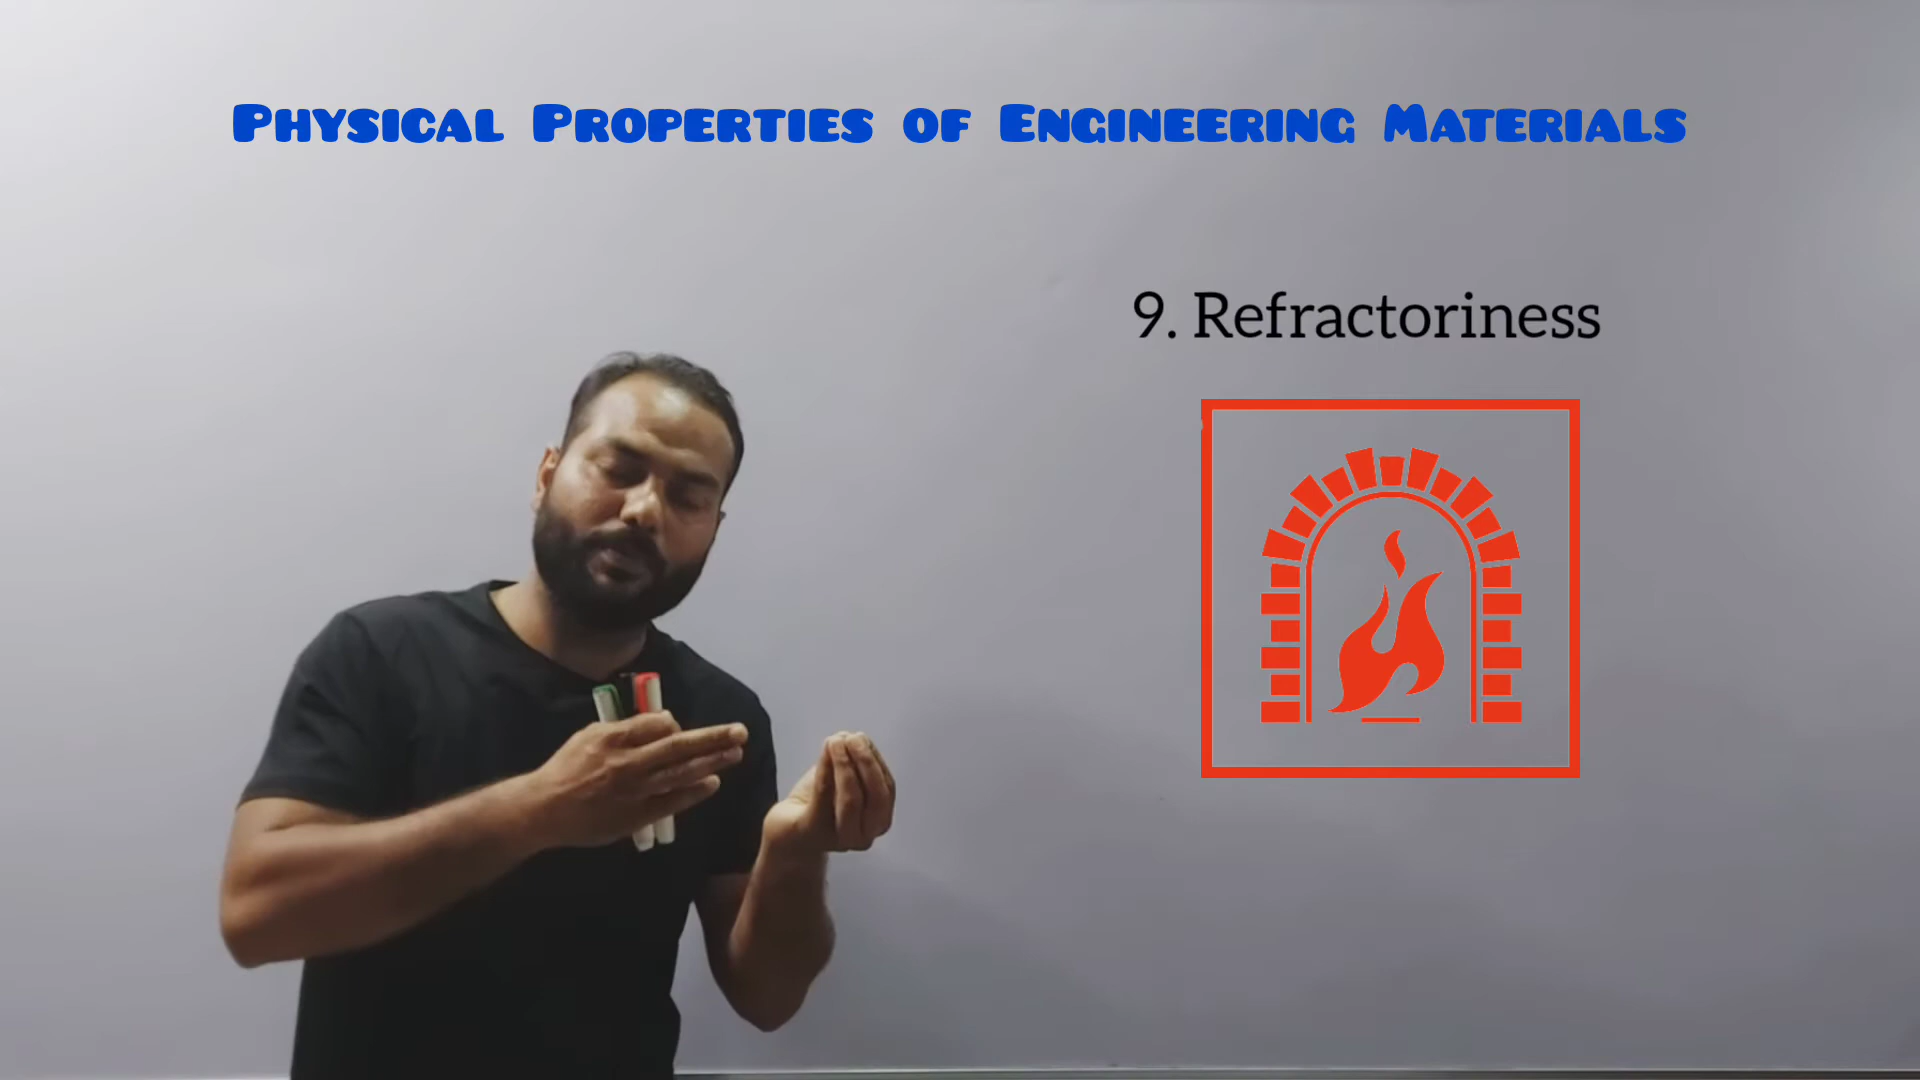 Physical Properties of Engineering Materials
9. Refractoriness